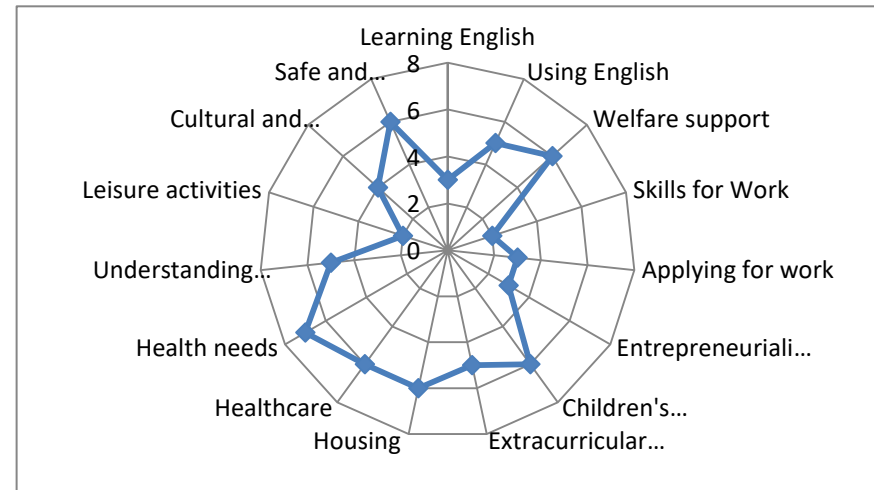 Learning English
Using English
Welfare support
Skills for Work
Applying for work
Entrepreneuriali...
Children's...
Extracurricular...
Housing
Healthcare
Health needs
Understanding...
Leisure activities
Cultural and...
Safe and...
8
6
4
2
0